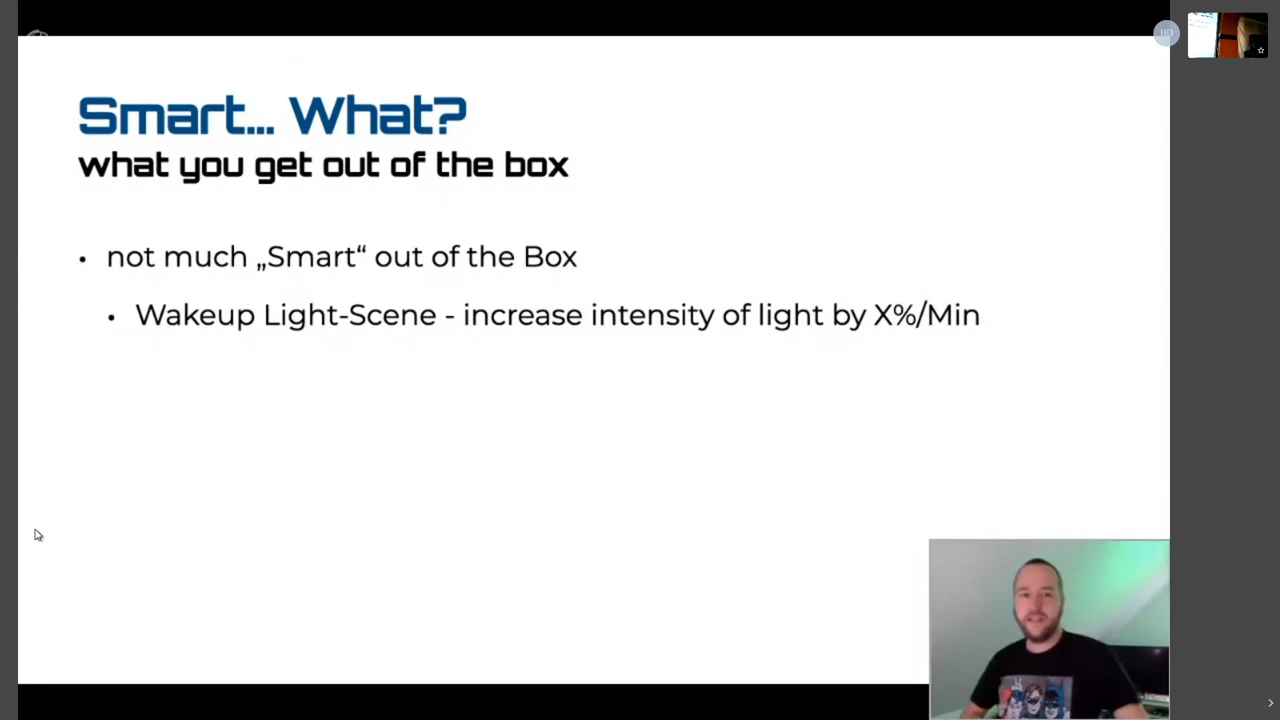 HD
Smart... What?
what you get out of the box
• not much „Smart“ out of the Box
• Wakeup Light-Scene - increase intensity of light by X%/Min